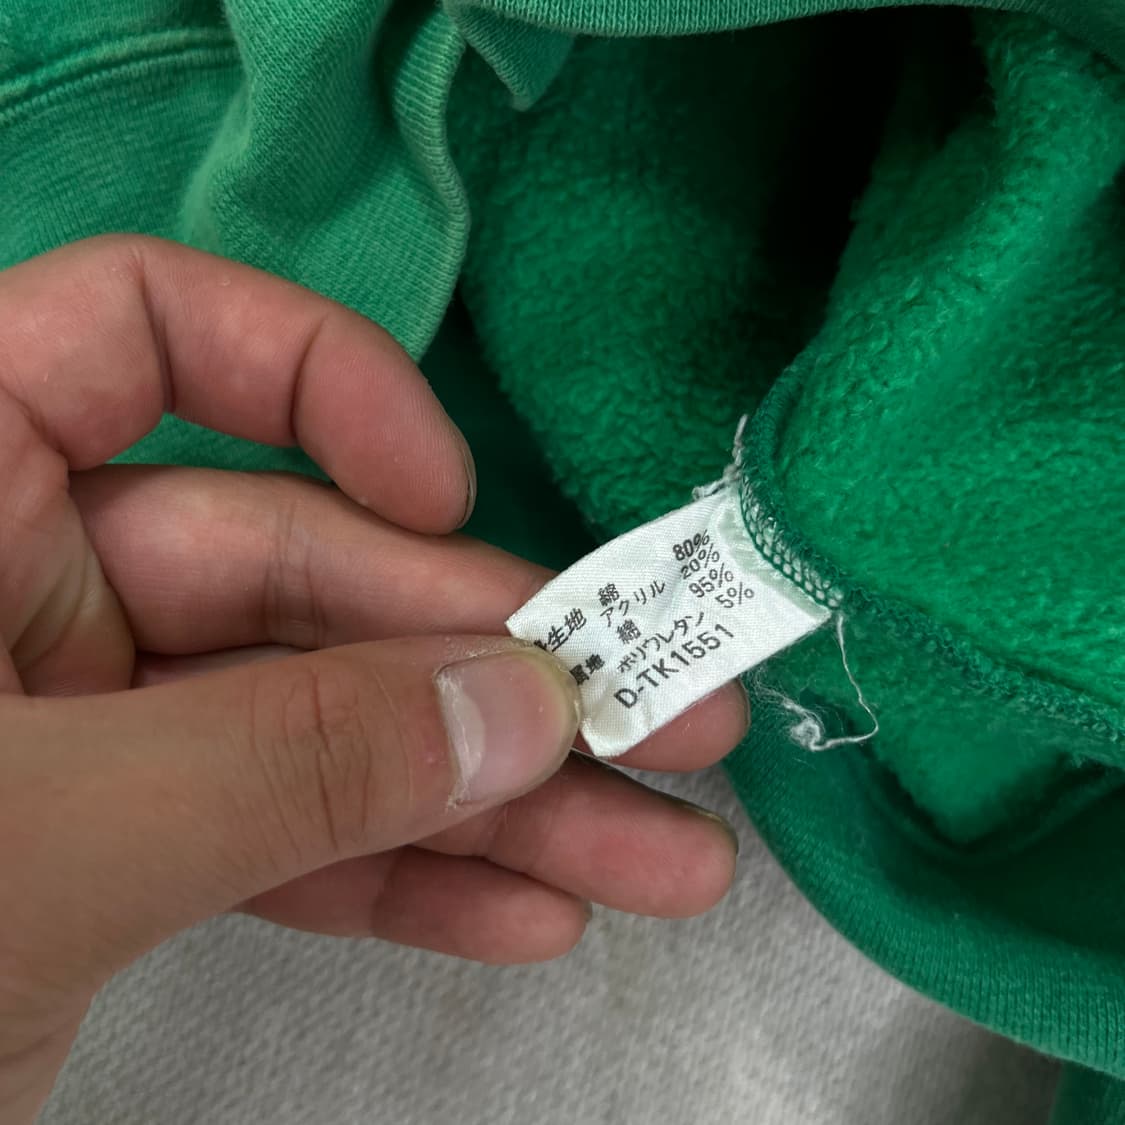 生地 綿 80%
アクリル 20%
地 綿 95%
ポリウレタン 5%
D-TK1551